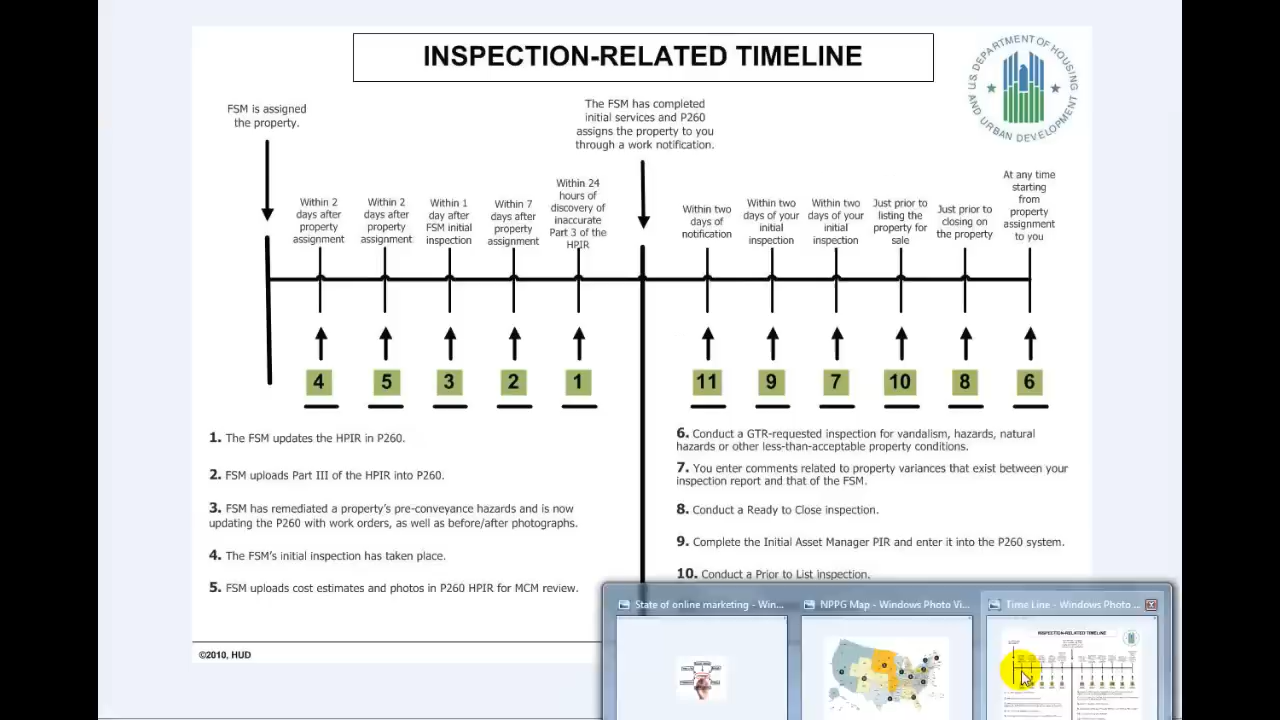 INSPECTION-RELATED TIMELINE
U.S. DEPARTMENT OF HOUSING
AND URBAN DEVELOPMENT
FSM is assigned
the property.
The FSM has completed
initial services and P260
assigns the property to you
through a work notification.
Within 2
days after
property
assignment
Within 2
days after
property
assignment
Within 1
day after
FSM initial
inspection
Within 7
days after
property
assignment
Within 24
hours of
discovery of
inaccurate
Part 3 of the
HPIR
Within two
days of
notification
Within two
days of your
initial
inspection
Within two
days of your
initial
inspection
Just prior to
listing the
property for
sale
Just prior to
closing on
the property
At any time
starting
from
property
assignment
to you
4 5 3 2 1 11 9 7 10 8 6
1. The FSM updates the HPIR in P260.
2. FSM uploads Part III of the HPIR into P260.
3. FSM has remediated a property's pre-conveyance hazards and is now
updating the P260 with work orders, as well as before/after photographs.
4. The FSM's initial inspection has taken place.
5. FSM uploads cost estimates and photos in P260 HPIR for MCM review.
6. Conduct a GTR-requested inspection for vandalism, hazards, natural
hazards or other less-than-acceptable property conditions.
7. You enter comments related to property variances that exist between your
inspection report and that of the FSM.
8. Conduct a Ready to Close inspection.
9. Complete the Initial Asset Manager PIR and enter it into the P260 system.
10. Conduct a Prior to List inspection.
©2010, HUD
State of online marketing - Win...
NPPG Map - Windows Photo Vi...
Time Line - Windows Photo ...
INSPECTION-RELATED TIMELINE